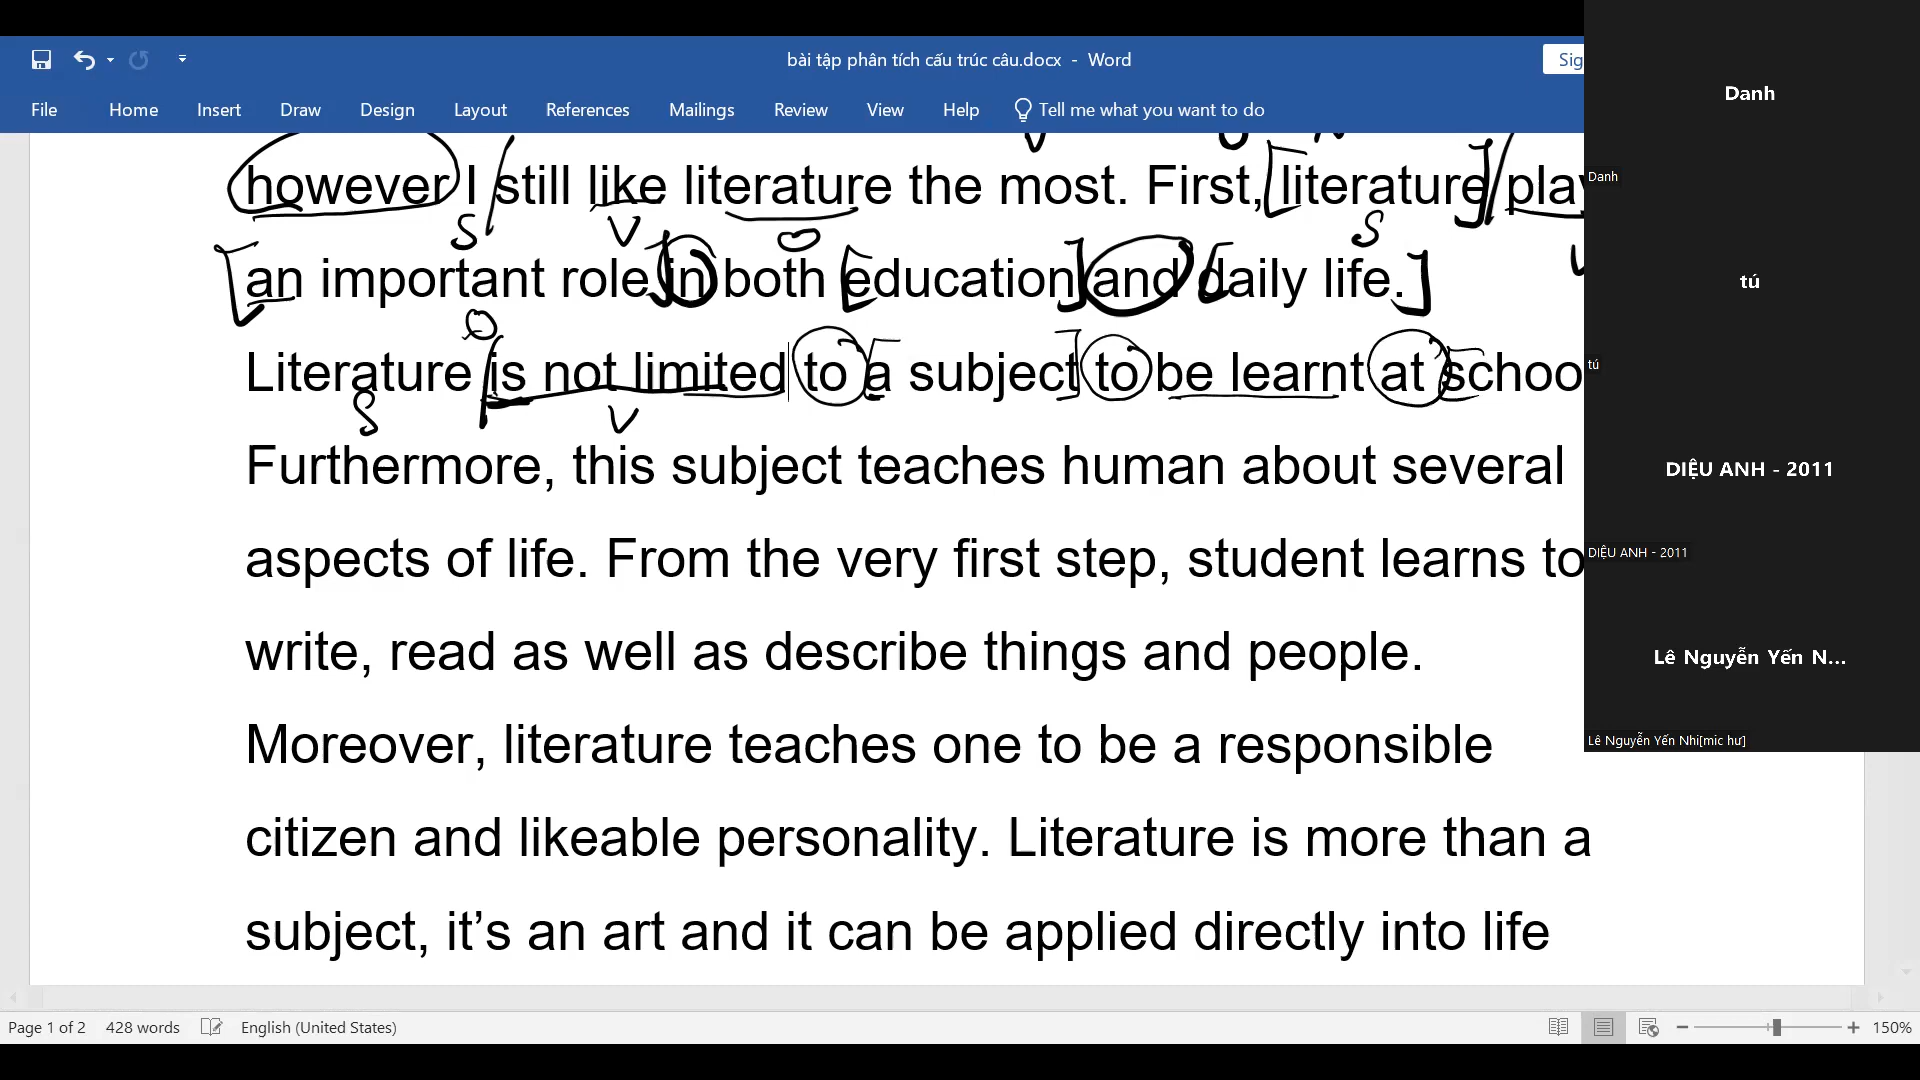 bài tập phân tích cấu trúc câu.docx - Word
Sig
File Home Insert Draw Design Layout References Mailings Review View Help Tell me what you want to do
however I still like literature the most. First, literature play
S V O S
an important role in both education and daily life.
O
Literature is not limited to a subject to be learnt at schoo
S V
Furthermore, this subject teaches human about several
aspects of life. From the very first step, student learns to
write, read as well as describe things and people.
Moreover, literature teaches one to be a responsible
citizen and likeable personality. Literature is more than a
subject, it’s an art and it can be applied directly into life
Danh
Danh
tú
tú
DIỆU ANH - 2011
DIỆU ANH - 2011
Lê Nguyễn Yến N...
Lê Nguyễn Yến Nhi[mic hư]
Page 1 of 2 428 words English (United States) 150%